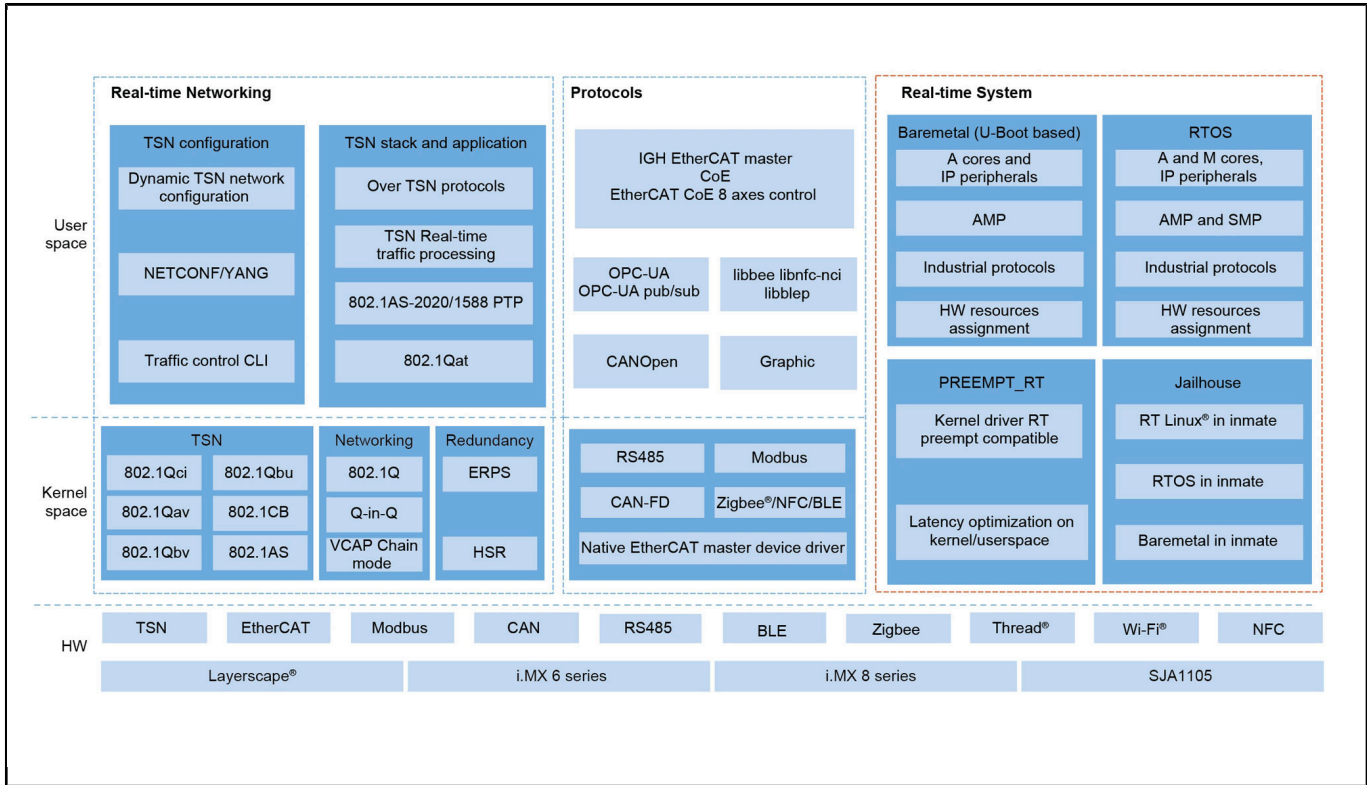 Real-time Networking
TSN configuration
Dynamic TSN network
configuration
NETCONF/YANG
Traffic control CLI
TSN stack and application
Over TSN protocols
TSN Real-time
traffic processing
802.1AS-2020/1588 PTP
802.1Qat
Protocols
IGH EtherCAT master
CoE
EtherCAT CoE 8 axes control
OPC-UA
OPC-UA pub/sub
libbee libnfc-nci
libblep
CANOpen
Graphic
Real-time System
Baremetal (U-Boot based)
A cores and
IP peripherals
AMP
Industrial protocols
HW resources
assignment
RTOS
A and M cores,
IP peripherals
AMP and SMP
Industrial protocols
HW resources
assignment
User
space
PREEMPT_RT
Kernel driver RT
preempt compatible
Latency optimization on
kernel/userspace
Jailhouse
RT Linux® in inmate
RTOS in inmate
Baremetal in inmate
Kernel
space
TSN
802.1Qci
802.1Qbu
802.1Qav
802.1CB
802.1Qbv
802.1AS
Networking
802.1Q
Q-in-Q
VCAP Chain
mode
Redundancy
ERPS
HSR
RS485
Modbus
CAN-FD
Zigbee®/NFC/BLE
Native EtherCAT master device driver
HW
TSN
EtherCAT
Modbus
CAN
RS485
BLE
Zigbee
Thread®
Wi-Fi®
NFC
Layerscape®
i.MX 6 series
i.MX 8 series
SJA1105